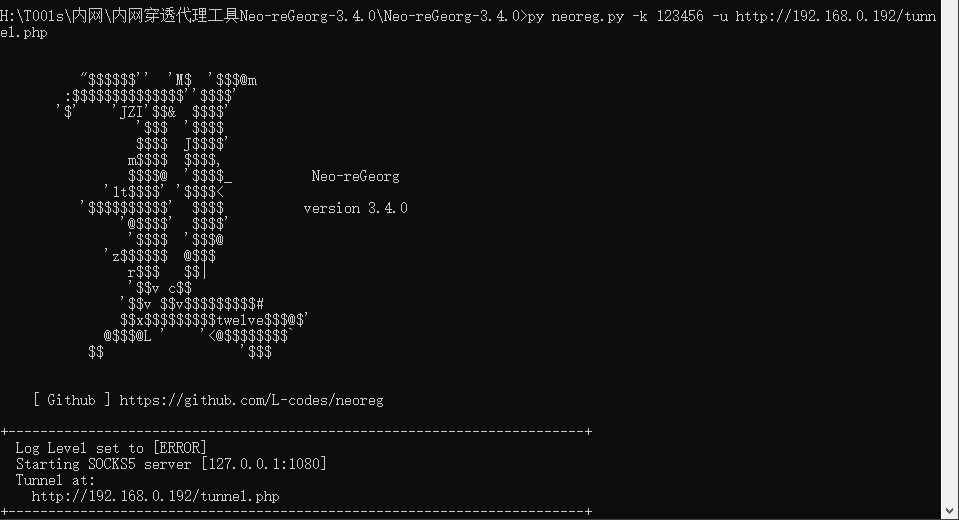 H:\T001s\内网\内网穿透代理工具Neo-reGeorg-3.4.0\Neo-reGeorg-3.4.0>py neoreg.py -k 123456 -u http://192.168.0.192/tunn
el.php
"$$$$$$''  'M$  '$$$@m
:$$$$$$$$$$$$$$''$$$$'
'$'    'JZI'$$&  $$$$'
'$$$  '$$$$
$$$$  J$$$$'
m$$$$  $$$$,
$$$$@  '$$$$_          Neo-reGeorg
'1t$$$$' '$$$$<
'$$$$$$$$$$'  $$$$          version 3.4.0
'@$$$$'  $$$$'
'$$$$  '$$$@
'z$$$$$$  @$$$
r$$$   $$|
'$$v c$$
'$$v $$v$$$$$$$$$#
$$x$$$$$$$$$twelve$$$@$'
@$$$@L '    '<@$$$$$$$$`
$$                 '$$$
[ Github ] https://github.com/L-codes/neoreg
+------------------------------------------------------------------------+
Log Level set to [ERROR]
Starting SOCKS5 server [127.0.0.1:1080]
Tunnel at:
http://192.168.0.192/tunnel.php
+------------------------------------------------------------------------+